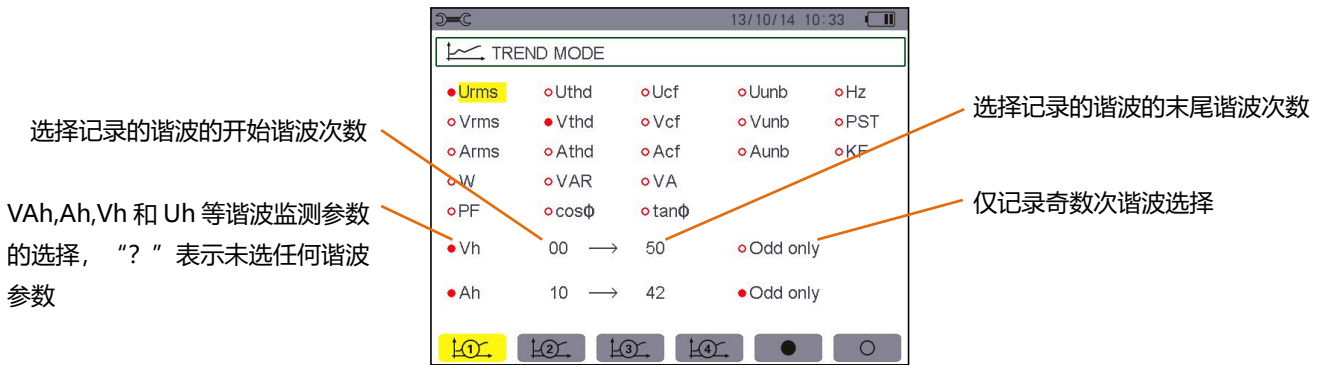 13/10/14 10:33
TREND MODE
Urms Uthd Ucf Uunb Hz
Vrms Vthd Vcf Vunb PST
Arms Athd Acf Aunb KF
W VAR VA
PF cosΦ tanΦ
Vh 00 → 50 Odd only
Ah 10 → 42 Odd only
1 2 3 4
选择记录的谐波的开始谐波次数
VAh,Ah,Vh 和 Uh 等谐波监测参数
的选择，“？”表示未选任何谐波
参数
选择记录的谐波的末尾谐波次数
仅记录奇数次谐波选择